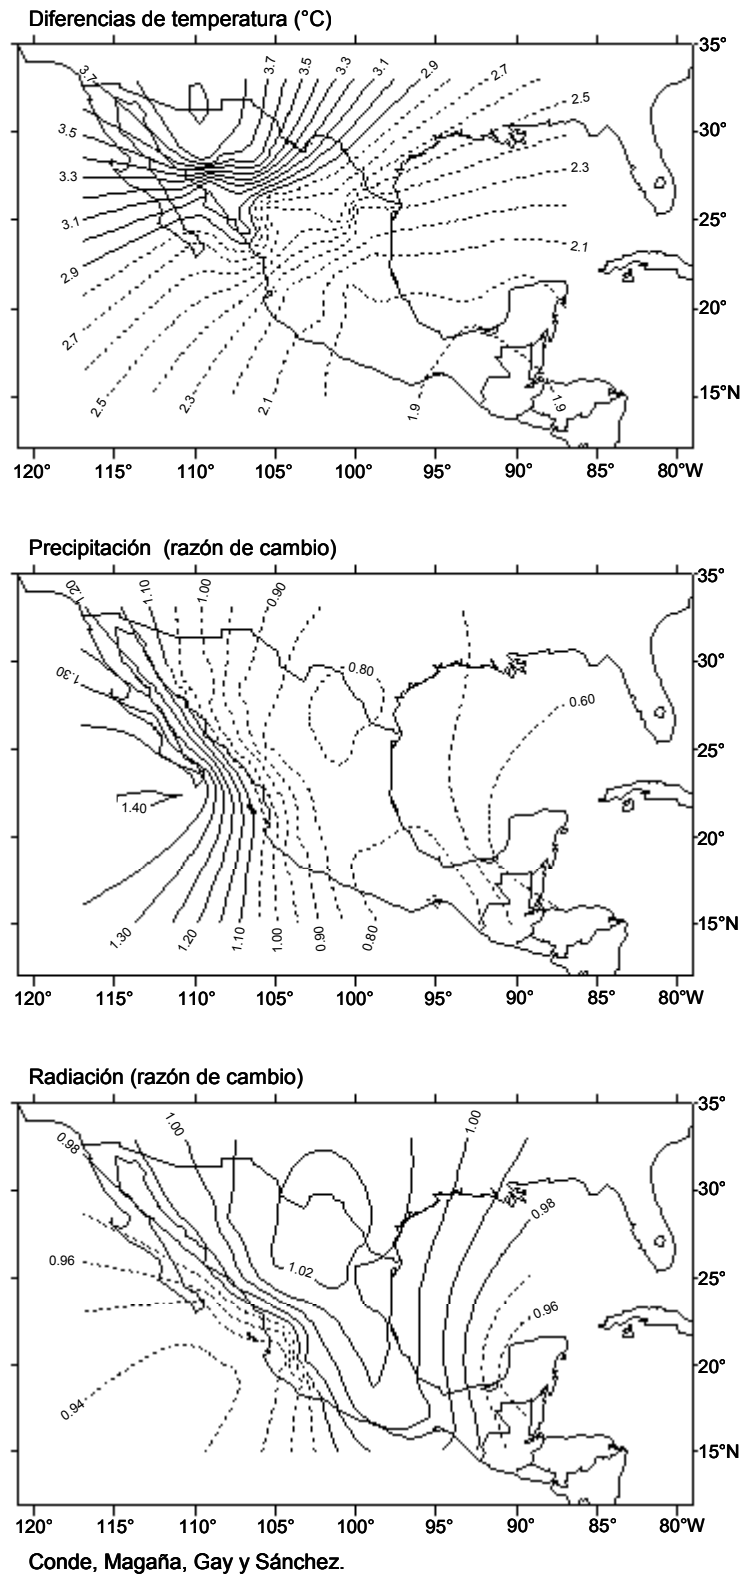 Diferencias de temperatura (°C)
3.7 3.7 3.5 3.3 3.1 2.9 2.7 35°
2.5
3.5 30°
3.3 2.3
3.1 25°
2.9 2.1
2.7 20°
2.5 2.3 2.1 1.9 1.9 15°N
120° 115° 110° 105° 100° 95° 90° 85° 80°W
Precipitación (razón de cambio)
1.20 1.10 1.00 0.90 35°
1.30 0.80 30°
0.60
25°
1.40
20°
1.30 1.20 1.10 1.00 0.90 0.80 15°N
120° 115° 110° 105° 100° 95° 90° 85° 80°W
Radiación (razón de cambio)
0.98 1.00 1.00 35°
30°
0.98
0.96 1.02 25°
0.96
20°
0.94
15°N
120° 115° 110° 105° 100° 95° 90° 85° 80°W
Conde, Magaña, Gay y Sánchez.